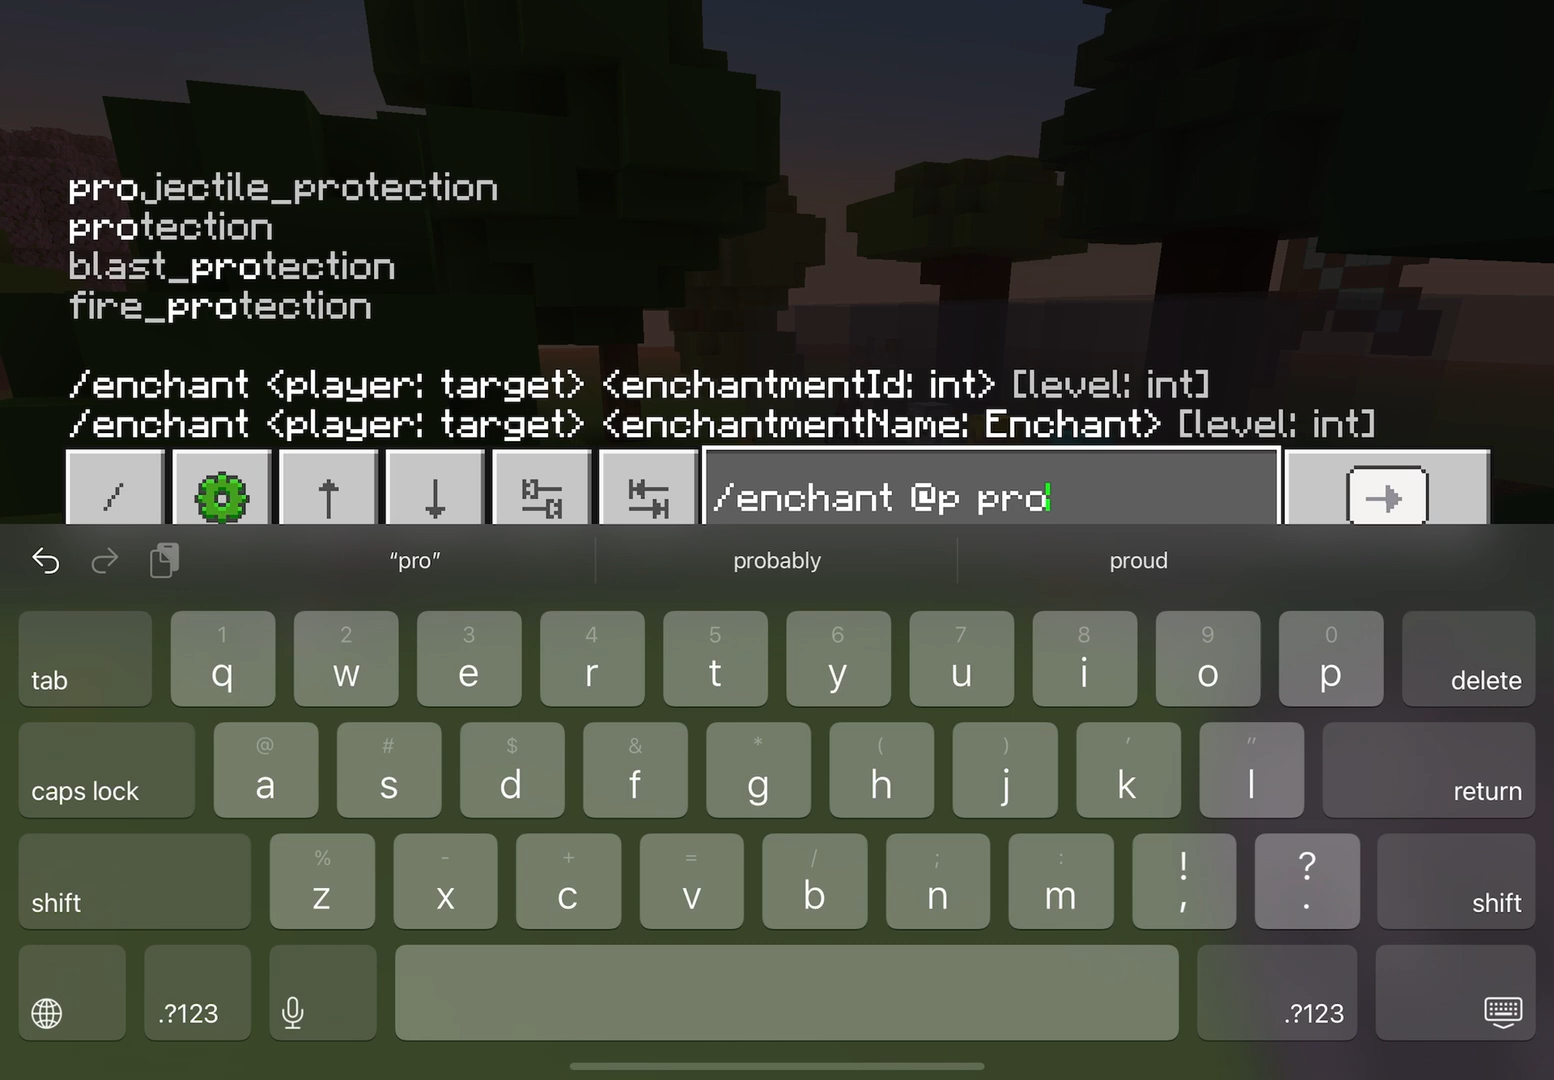 projectile_protection
protection
blast_protection
fire_protection
/enchant <player: target> <enchantmentId: int> [level: int]
/enchant <player: target> <enchantmentName: Enchant> [level: int]
/
/enchant @p pro
“pro” probably proud
1 2 3 4 5 6 7 8 9 0
tab q w e r t y u i o p delete
@ # $ & * ( ) ' "
caps lock a s d f g h j k l return
% - + = / ; : ! ?
shift z x c v b n m , . shift
.?123 .?123